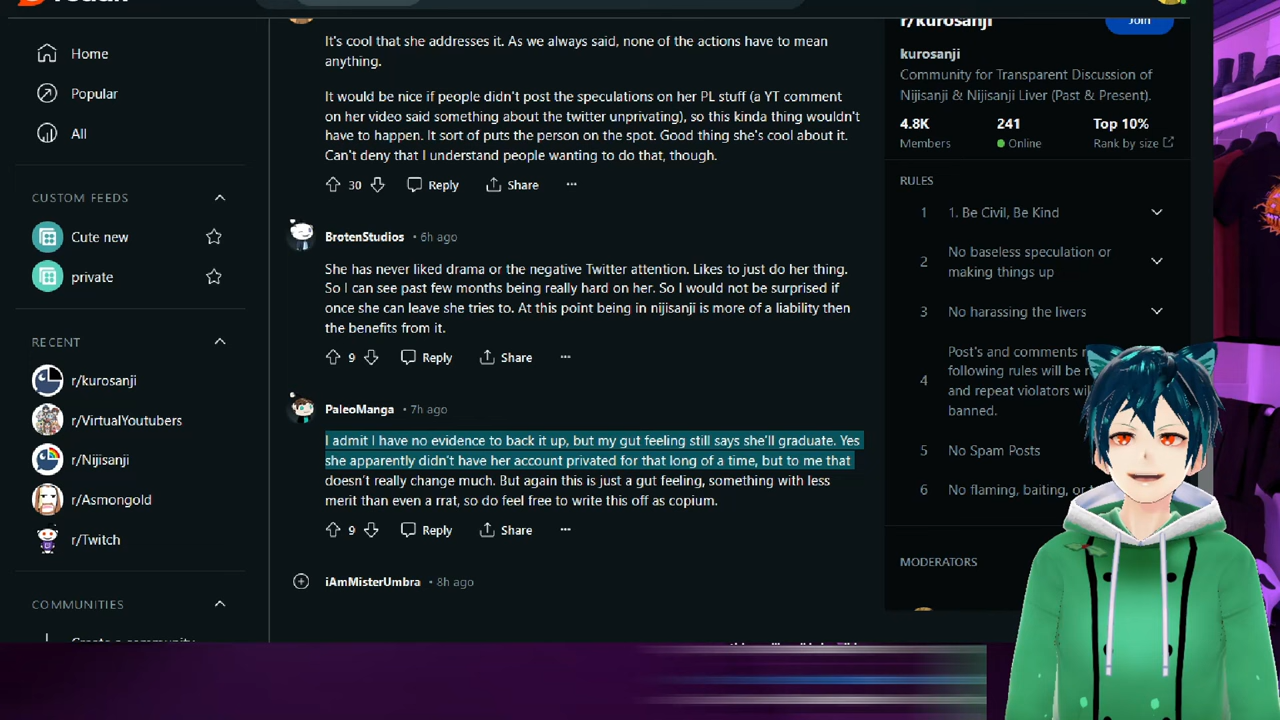 r/kurosanji
Join
Home
Popular
All
CUSTOM FEEDS
Cute new
private
RECENT
r/kurosanji
r/VirtualYoutubers
r/Nijisanji
r/Asmongold
r/Twitch
COMMUNITIES
Create a community
It's cool that she addresses it. As we always said, none of the actions have to mean
anything.
It would be nice if people didn't post the speculations on her PL stuff (a YT comment
on her video said something about the twitter unprivating), so this kinda thing wouldn't
have to happen. It sort of puts the person on the spot. Good thing she's cool about it.
Can't deny that I understand people wanting to do that, though.
30 Reply Share ...
BrotenStudios • 6h ago
She has never liked drama or the negative Twitter attention. Likes to just do her thing.
So I can see past few months being really hard on her. So I would not be surprised if
once she can leave she tries to. At this point being in nijisanji is more of a liability then
the benefits from it.
9 Reply Share ...
PaleoManga • 7h ago
I admit I have no evidence to back it up, but my gut feeling still says she'll graduate. Yes
she apparently didn't have her account privated for that long of a time, but to me that
doesn't really change much. But again this is just a gut feeling, something with less
merit than even a rrat, so do feel free to write this off as copium.
9 Reply Share ...
iAmMisterUmbra • 8h ago
kurosanji
Community for Transparent Discussion of
Nijisanji & Nijisanji Liver (Past & Present).
4.8K 241 Top 10%
Members Online Rank by size
RULES
1 1. Be Civil, Be Kind
2 No baseless speculation or
making things up
3 No harassing the livers
4 Post's and comments
following rules will be
and repeat violators
banned.
5 No Spam Posts
6 No flaming, baiting, or
MODERATORS